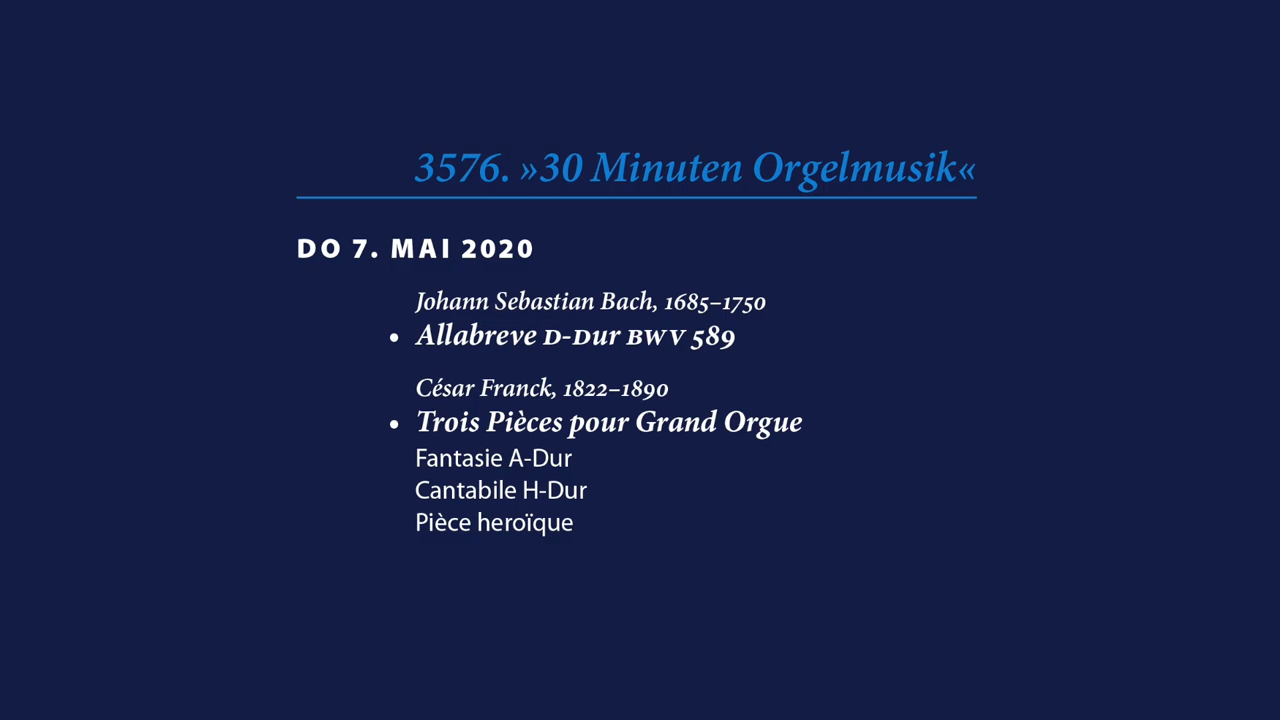 3576. »30 Minuten Orgelmusik«
DO 7. MAI 2020
Johann Sebastian Bach, 1685–1750
• Allabreve D-Dur BWV 589
César Franck, 1822–1890
• Trois Pièces pour Grand Orgue
Fantasie A-Dur
Cantabile H-Dur
Pièce heroïque